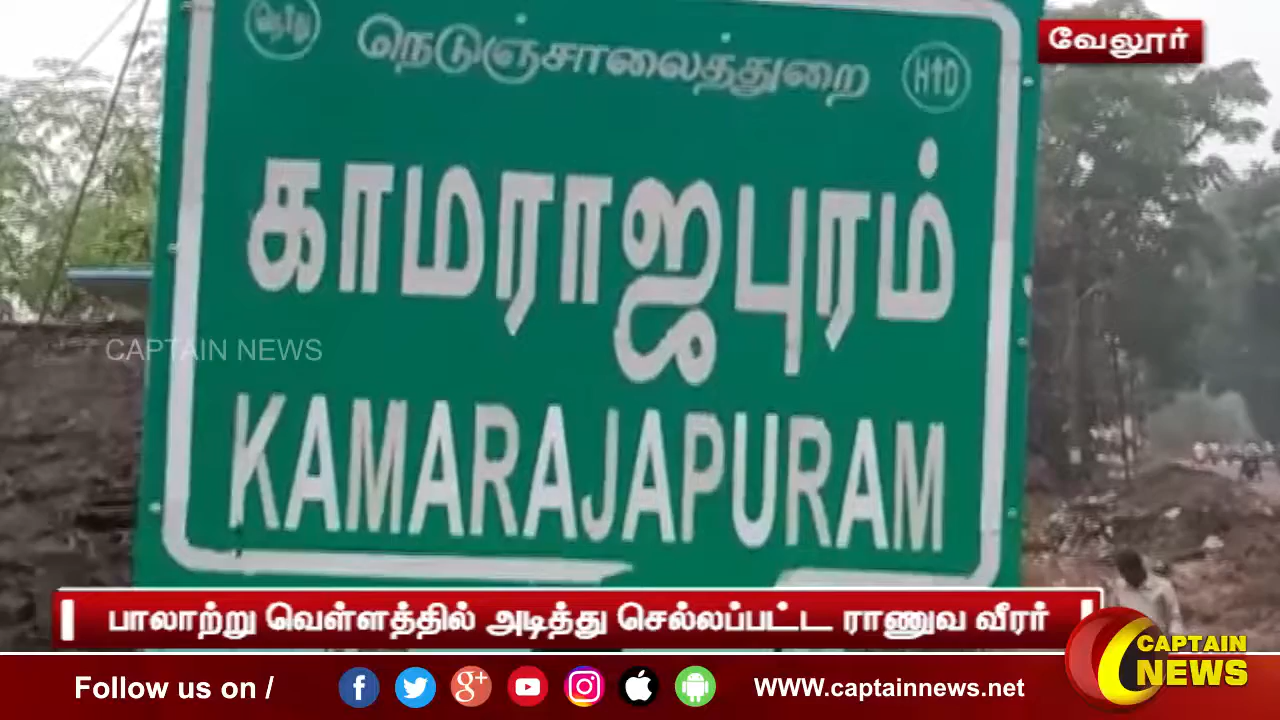 நெடுஞ்சாலைத்துறை
HD
வேலூர்
காமராஜபுரம்
CAPTAIN NEWS
KAMARAJAPURAM
பாலாற்று வெள்ளத்தில் அடித்து செல்லப்பட்ட ராணுவ வீரர்
Follow us on /
WWW.captainnews.net
CAPTAIN
NEWS